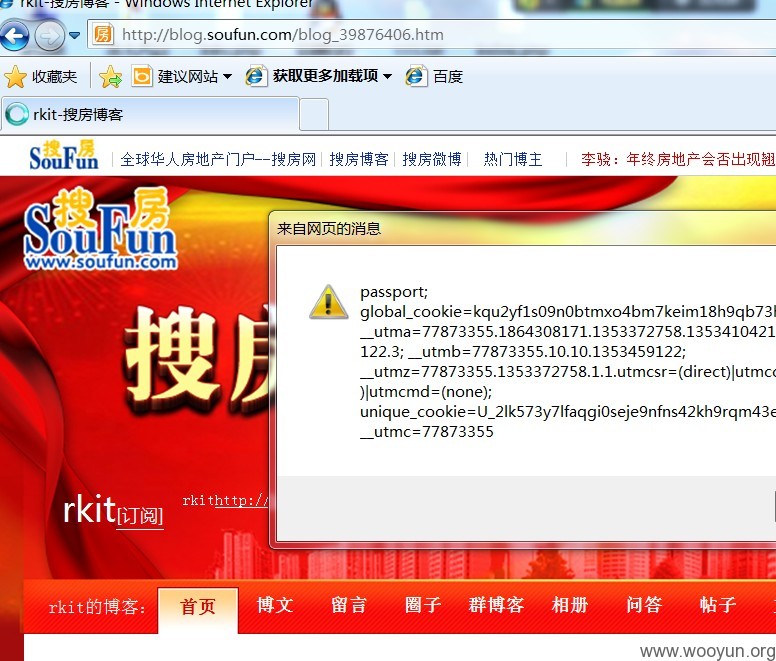 rkit-搜房博客 - Windows Internet Explorer
http://blog.soufun.com/blog_39876406.htm
收藏夹 建议网站 获取更多加载项 百度
rkit-搜房博客
搜房 SouFun 全球华人房地产门户--搜房网 搜房博客 搜房微博 热门博主 李骁：年终房地产会否出现翘
搜房
SouFun
www.soufun.com
来自网页的消息
passport;
global_cookie=kqu2yf1s09n0btmxo4bm7keim18h9qb73h
__utma=77873355.1864308171.1353372758.1353410421
122.3; __utmb=77873355.10.10.1353459122;
__utmz=77873355.1353372758.1.1.utmcsr=(direct)|utmcc
)|utmcmd=(none);
unique_cookie=U_2lk573y7lfaqgi0seje9nfns42kh9rqm43e
__utmc=77873355
搜房
rkit[订阅] rkithttp://
rkit的博客： 首页 博文 留言 圈子 群博客 相册 问答 帖子
www.wooyun.org